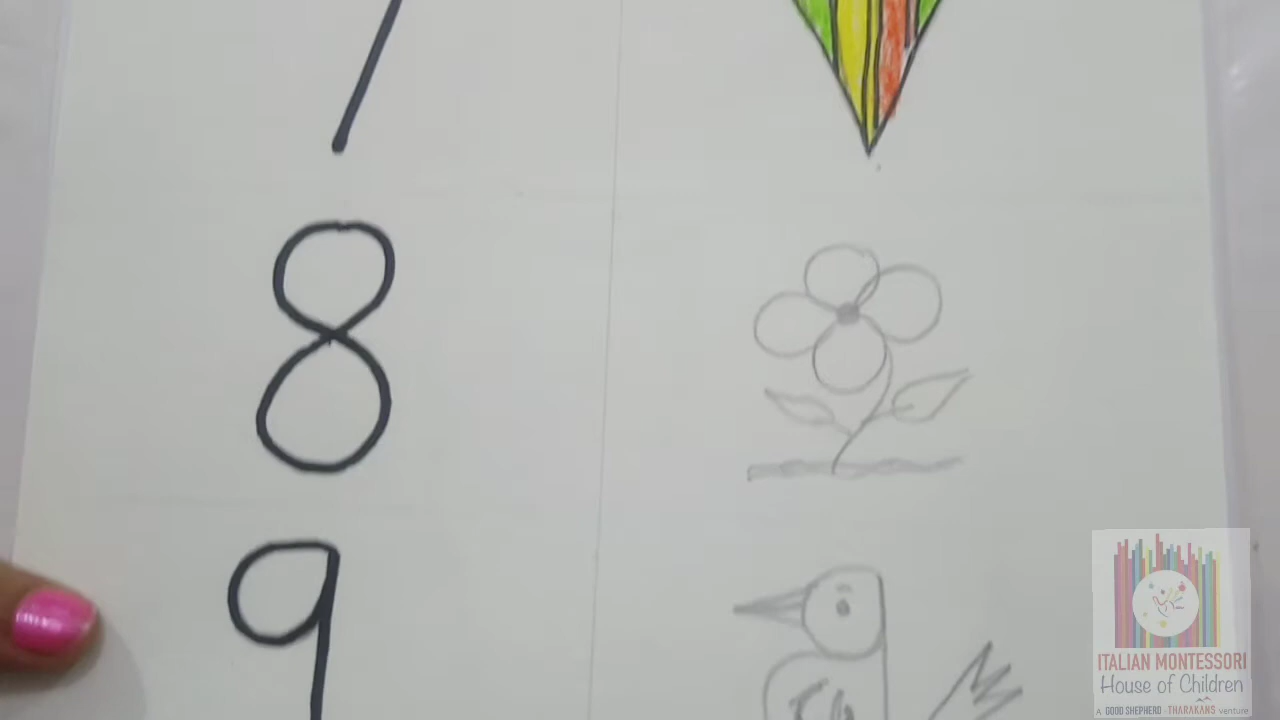 7
8
9
ITALIAN MONTESSORI
House of Children
A GOOD SHEPHERD - THARAKANS venture